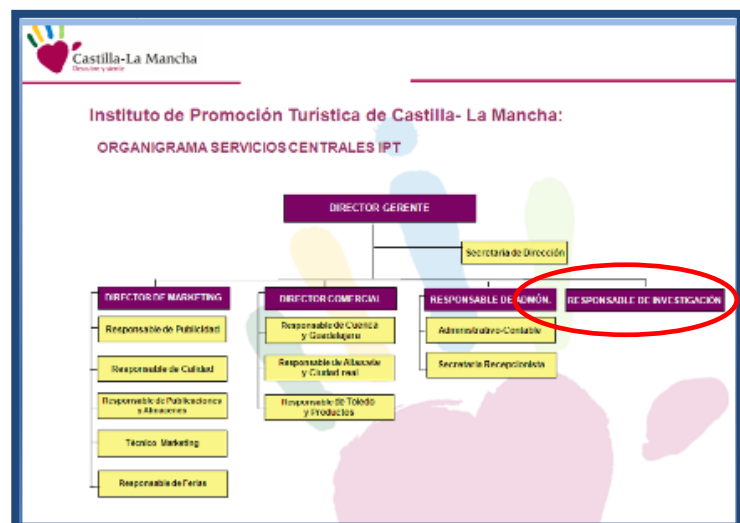 Castilla-La Mancha
Instituto de Promoción Turística de Castilla- La Mancha:
ORGANIGRAMA SERVICIOS CENTRALES IPT
DIRECTOR GERENTE
Secretaria de Dirección
DIRECTOR DE MARKETING
Responsable de Publicidad
Responsable de Calidad
Responsable de Publicaciones
y Almacenes
Técnico Marketing
Responsable de Ferias
DIRECTOR COMERCIAL
Responsable de Cuenca
y Guadalajara
Responsable de Albacete
y Ciudad real
Responsable de Toledo
y Productos
RESPONSABLE DE ADMÓN.
Administrativo-Contable
Secretaria Recepcionista
RESPONSABLE DE INVESTIGACIÓN